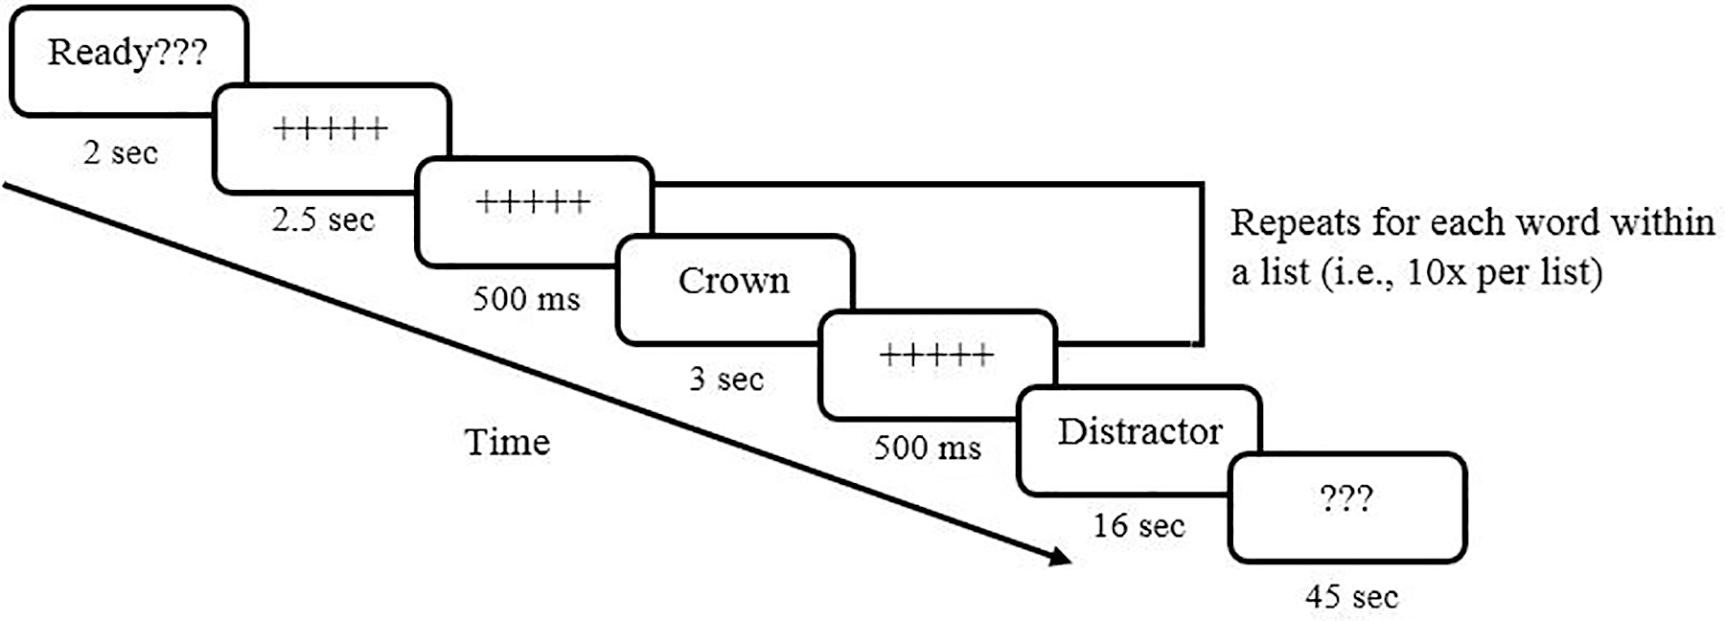 Ready???
2 sec
+++++
2.5 sec
+++++
500 ms
Crown
3 sec
+++++
500 ms
Distractor
16 sec
???
45 sec
Repeats for each word within
a list (i.e., 10x per list)
Time